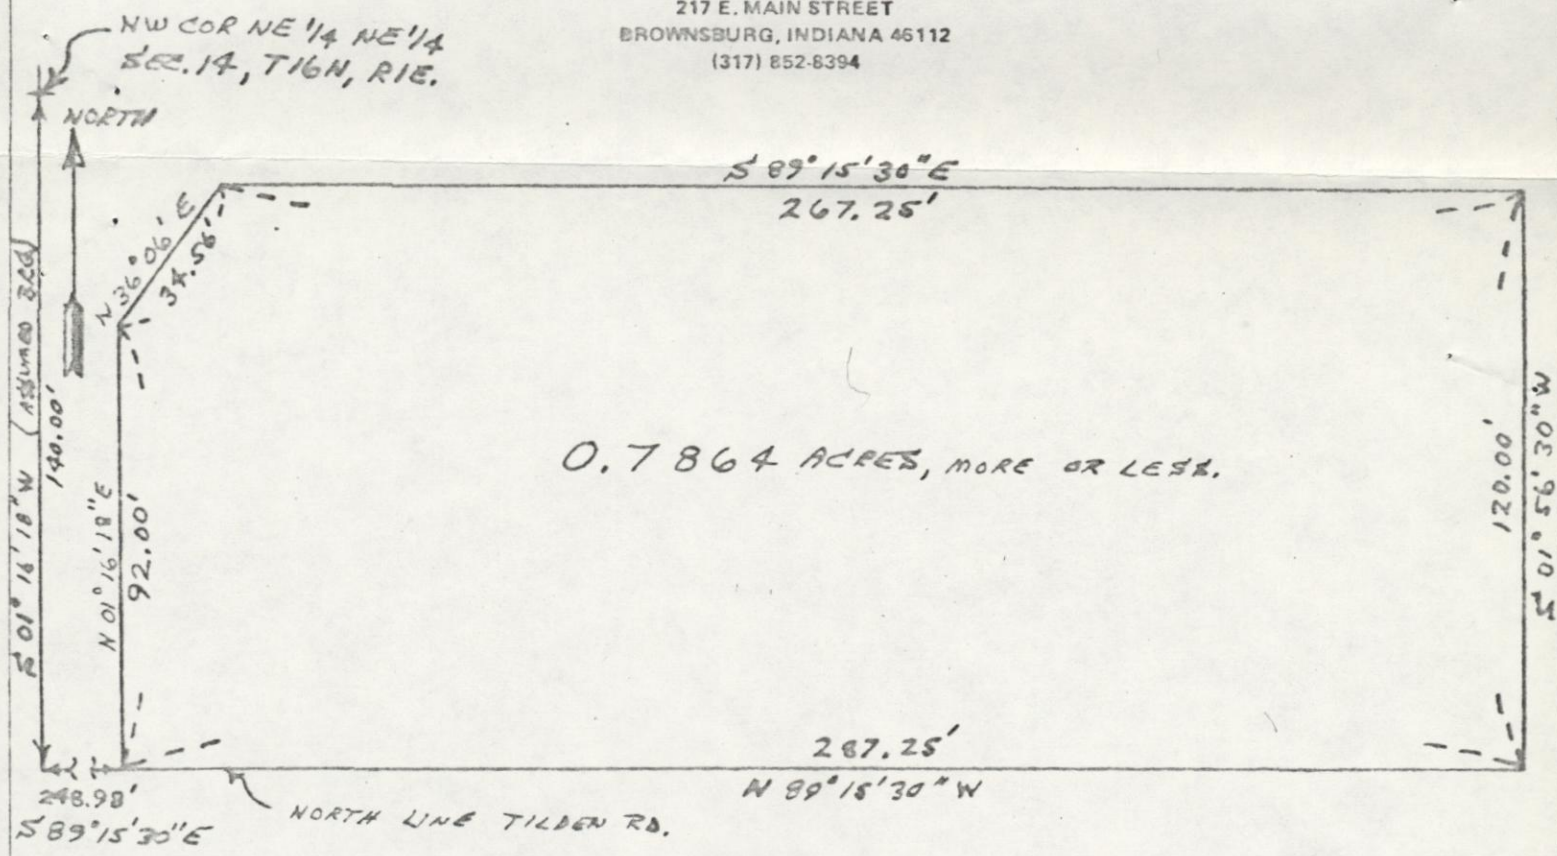 217 E. MAIN STREET
BROWNSBURG, INDIANA 46112
(317) 852-8394
NW COR NE 1/4 NE 1/4
SEC. 14, T16N, R1E.
NORTH
S 89° 15' 30" E
267.25'
N 36° 06' E
34.56'
S 01° 16' 18" W (ASSUMED BRG)
140.00'
N 01° 16' 18" E
92.00'
0.7864 ACRES, MORE OR LESS.
120.00'
S 01° 59' 30" W
287.25'
N 89° 15' 30" W
248.98'
S 89° 15' 30" E
NORTH LINE TILDEN RD.